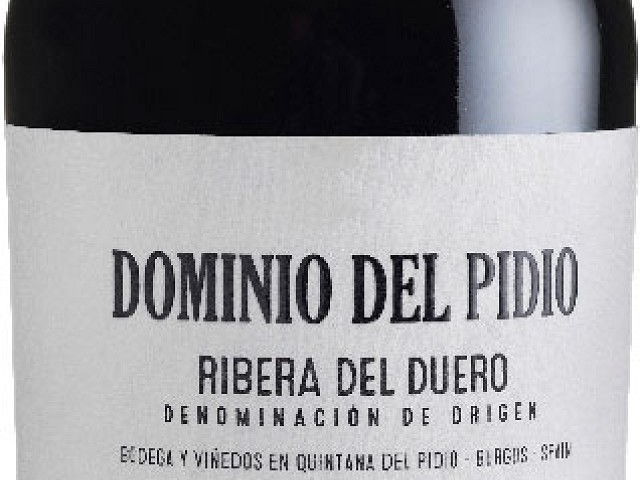 DOMINIO DEL PIDIO
RIBERA DEL DUERO
DENOMINACIÓN DE ORIGEN
BODEGA Y VIÑEDOS EN QUINTANA DEL PIDIO - BURGOS - SPAIN